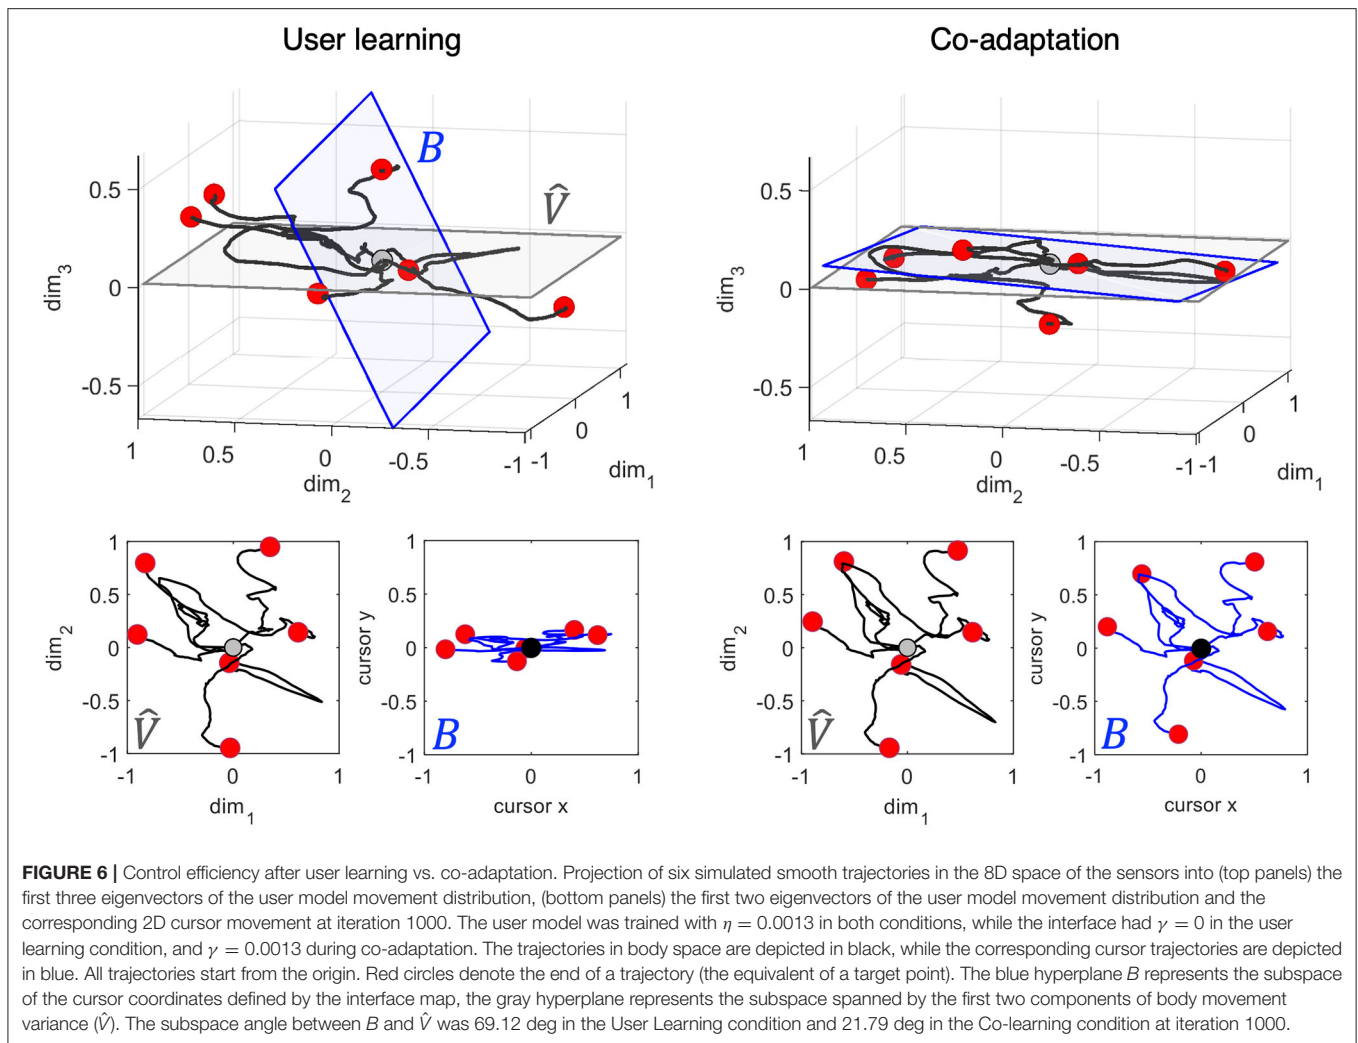 User learning
Co-adaptation
B
V̂
dim3
0.5
0
-0.5
1
0.5
0
-0.5
-1
-1
0
1
dim2
dim1
dim3
0.5
0
-0.5
1
0.5
0
-0.5
-1
-1
0
1
dim2
dim1
1
0.5
0
-0.5
-1
dim2
V̂
-1
0
1
dim1
1
0.5
0
-0.5
-1
cursor y
B
-1
0
1
cursor x
1
0.5
0
-0.5
-1
dim2
V̂
-1
0
1
dim1
1
0.5
0
-0.5
-1
cursor y
B
-1
0
1
cursor x
FIGURE 6 | Control efficiency after user learning vs. co-adaptation. Projection of six simulated smooth trajectories in the 8D space of the sensors into (top panels) the
first three eigenvectors of the user model movement distribution, (bottom panels) the first two eigenvectors of the user model movement distribution and the
corresponding 2D cursor movement at iteration 1000. The user model was trained with η = 0.0013 in both conditions, while the interface had γ = 0 in the user
learning condition, and γ = 0.0013 during co-adaptation. The trajectories in body space are depicted in black, while the corresponding cursor trajectories are depicted
in blue. All trajectories start from the origin. Red circles denote the end of a trajectory (the equivalent of a target point). The blue hyperplane B represents the subspace
of the cursor coordinates defined by the interface map, the gray hyperplane represents the subspace spanned by the first two components of body movement
variance (V̂). The subspace angle between B and V̂ was 69.12 deg in the User Learning condition and 21.79 deg in the Co-learning condition at iteration 1000.